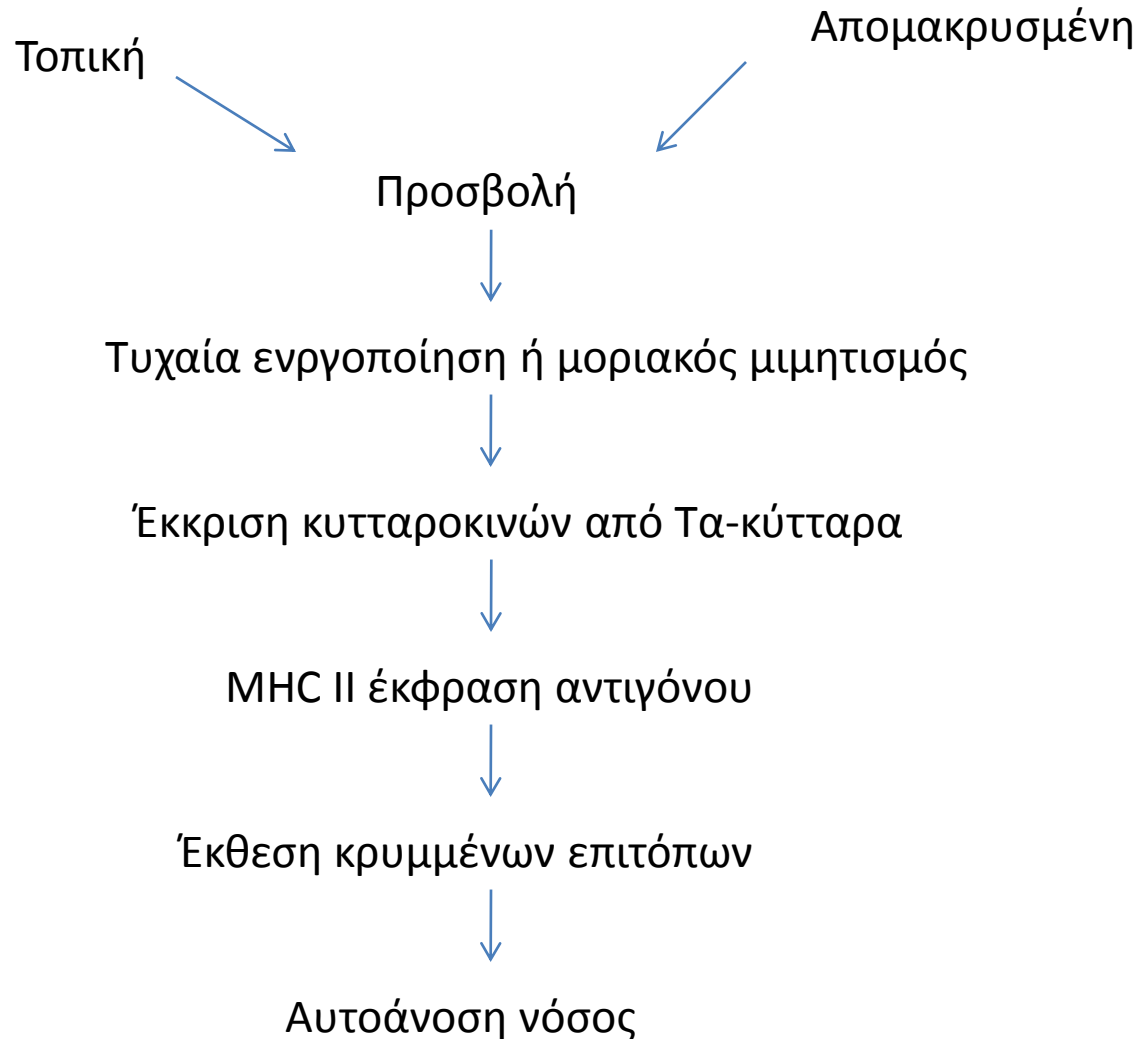 Τοπική
Απομακρυσμένη
Προσβολή
Τυχαία ενργοποίηση ή μοριακός μιμητισμός
Έκκριση κυτταροκινών από Τα-κύτταρα
MHC II έκφραση αντιγόνου
Έκθεση κρυμμένων επιτόπων
Αυτοάνοση νόσος